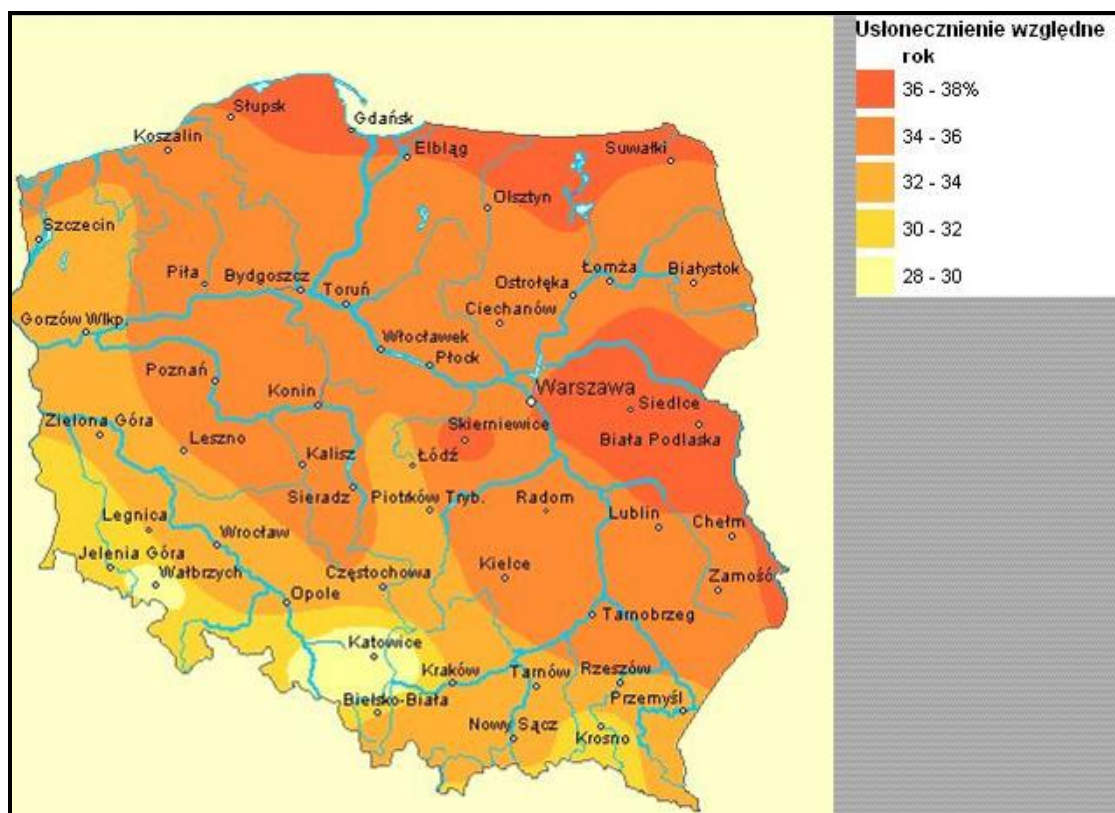 Usłonecznienie względne
rok
36 - 38%
34 - 36
32 - 34
30 - 32
28 - 30
Słupsk
Gdańsk
Koszalin
Elbląg
Suwałki
Olsztyn
Szczecin
Piła
Bydgoszcz
Toruń
Ostrołęka
Łomża
Białystok
Ciechanów
Gorzów Wlkp.
Włocławek
Płock
Poznań
Konin
Warszawa
Siedlce
Zielona Góra
Skierniewice
Biała Podlaska
Leszno
Kalisz
Łódź
Sieradz
Piotrków Tryb.
Radom
Lublin
Chełm
Legnica
Wrocław
Jelenia Góra
Wałbrzych
Częstochowa
Kielce
Zamość
Opole
Tarnobrzeg
Katowice
Kraków
Tarnów
Rzeszów
Bielsko-Biała
Przemyśl
Nowy Sącz
Krosno